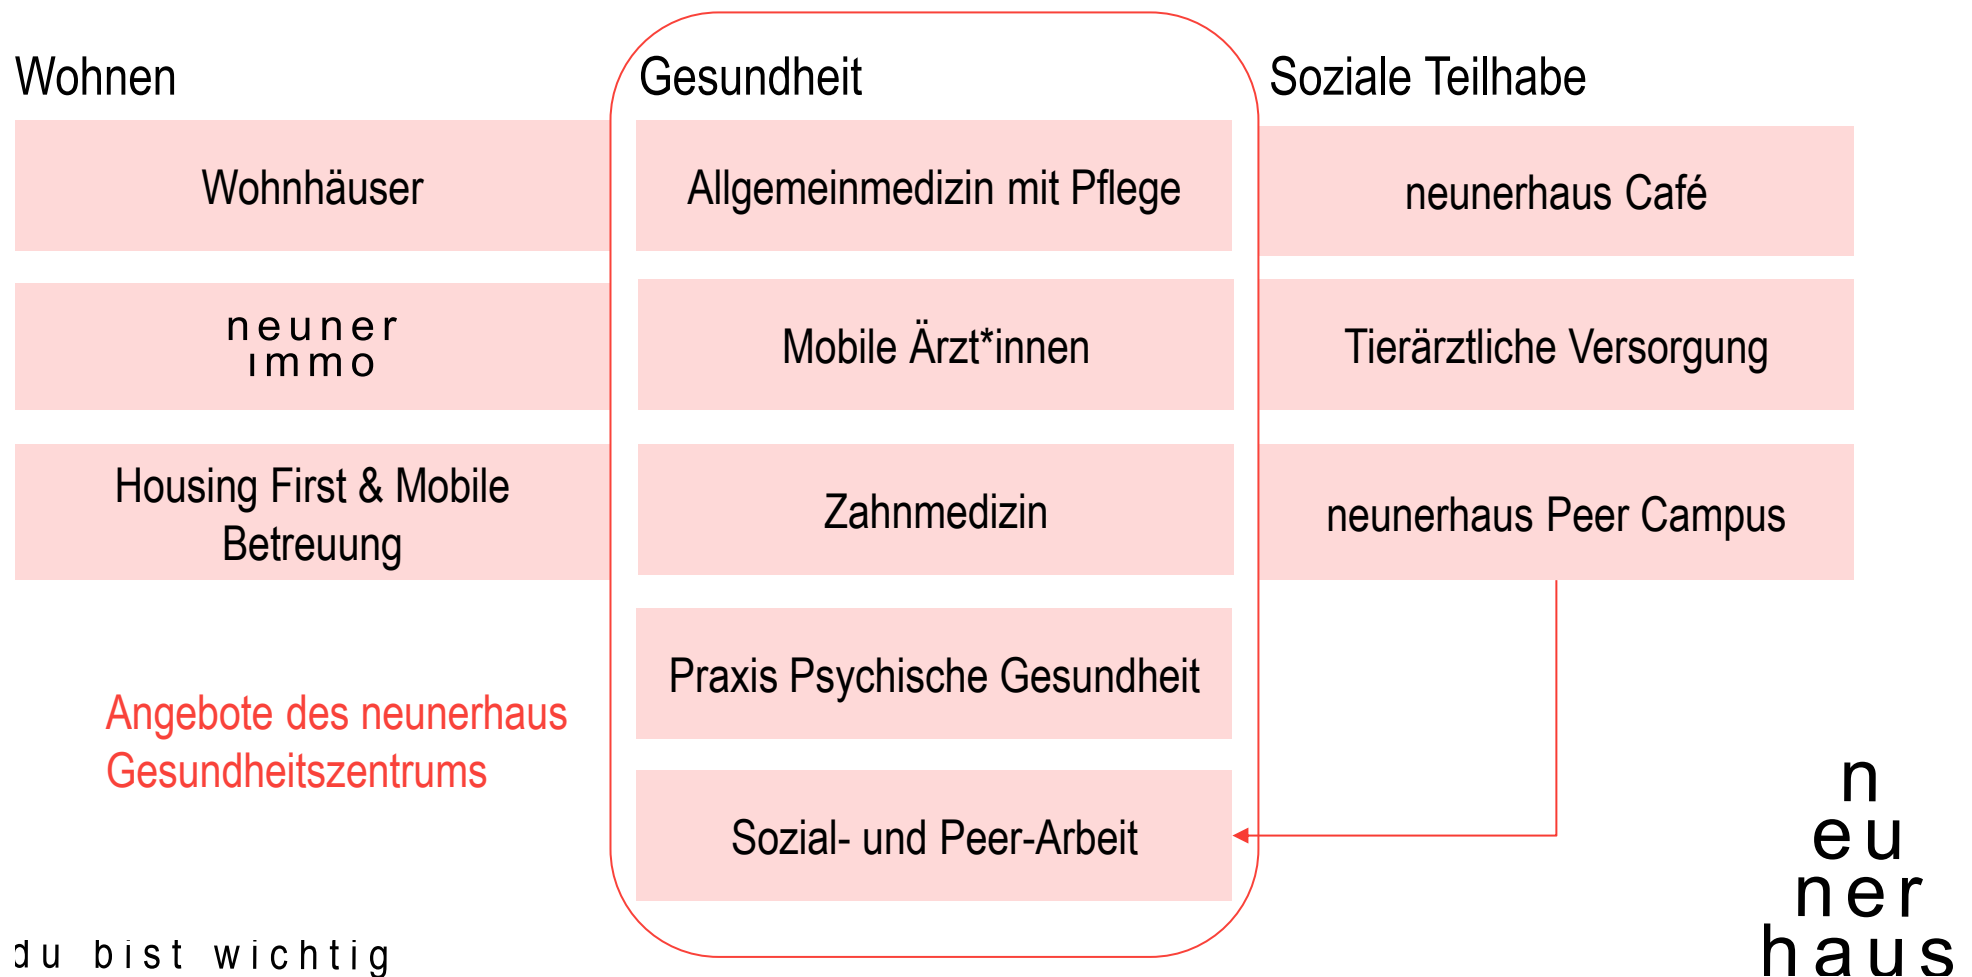 Wohnen
Wohnhäuser
neuner
immo
Housing First & Mobile
Betreuung
Gesundheit
Allgemeinmedizin mit Pflege
Mobile Ärzt*innen
Zahnmedizin
Praxis Psychische Gesundheit
Sozial- und Peer-Arbeit
Soziale Teilhabe
neunerhaus Café
Tierärztliche Versorgung
neunerhaus Peer Campus
Angebote des neunerhaus
Gesundheitszentrums
du bist wichtig
n
eu
ner
haus